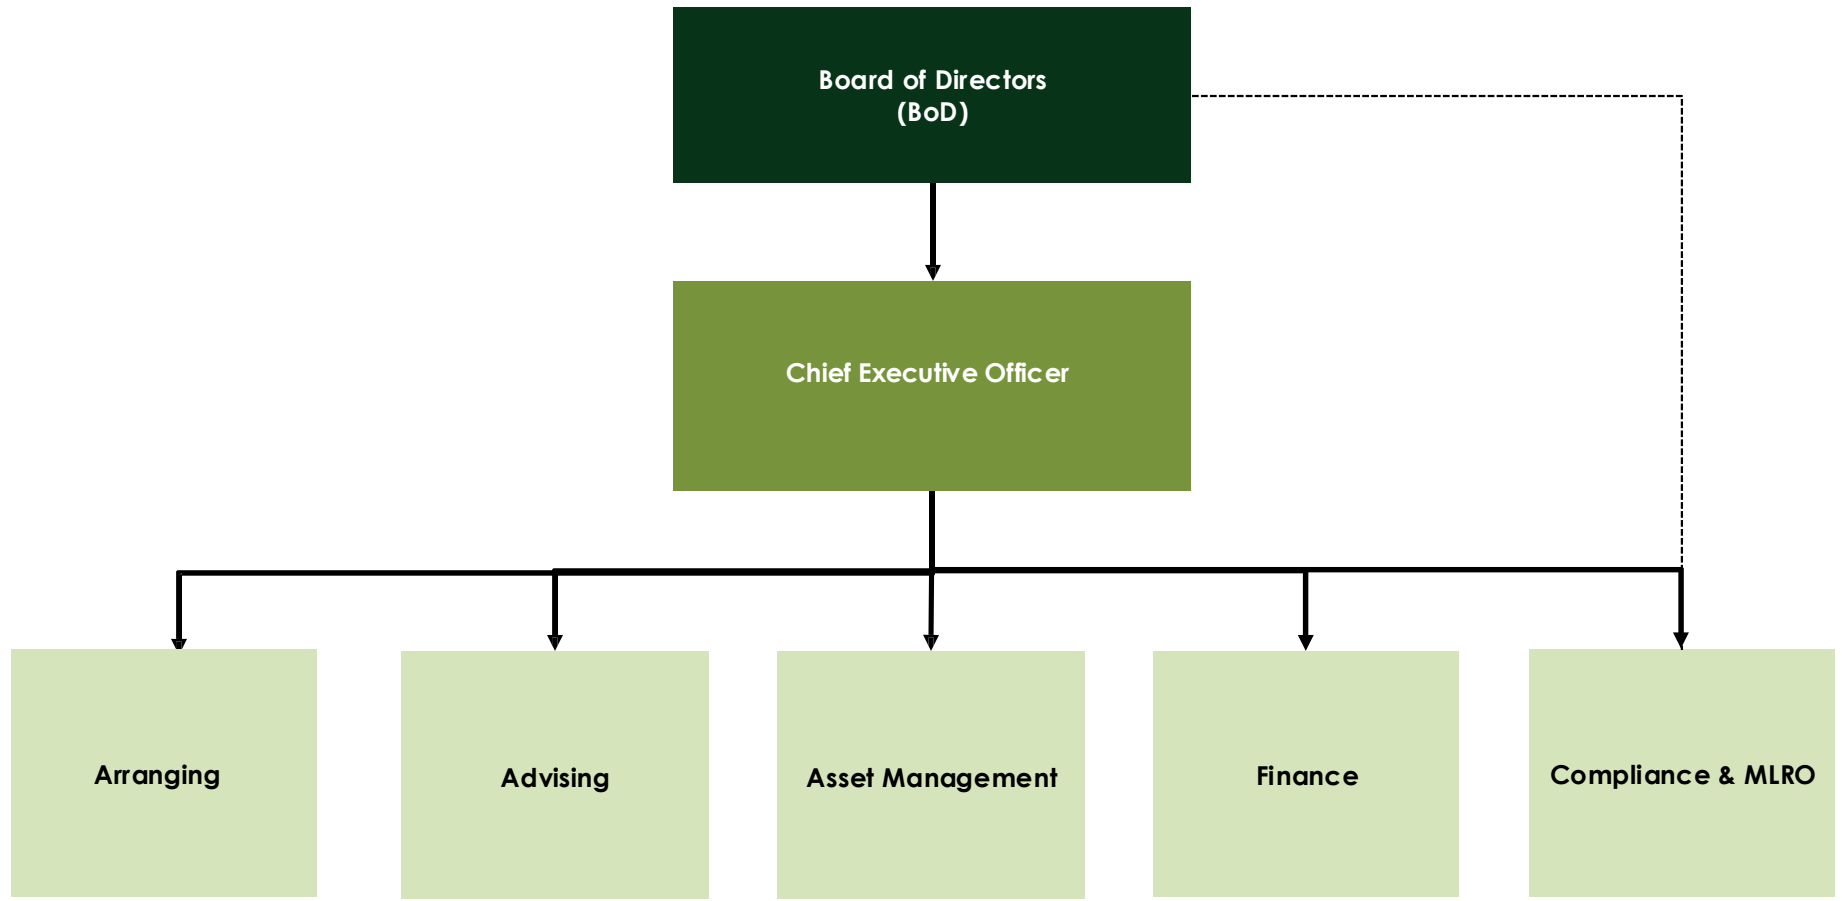 Board of Directors
(BoD)
Chief Executive Officer
Arranging
Advising
Asset Management
Finance
Compliance & MLRO